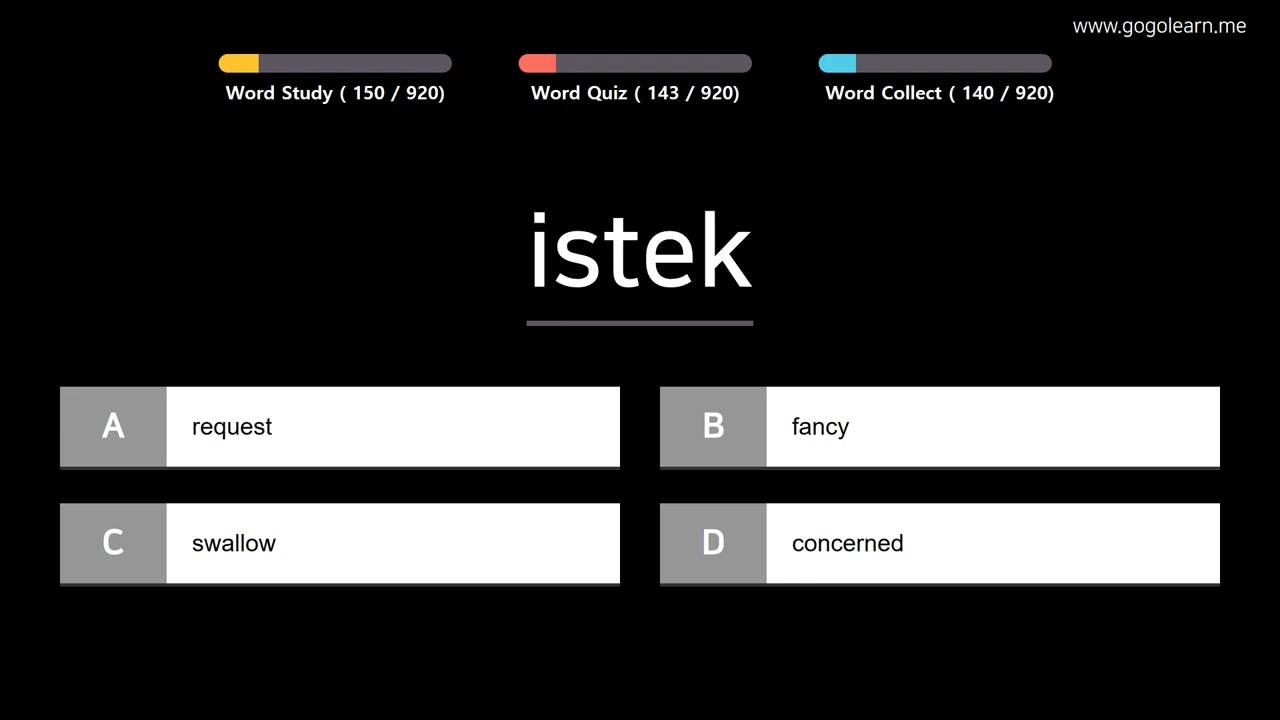 www.gogolearn.me
Word Study ( 150 / 920)
Word Quiz ( 143 / 920)
Word Collect ( 140 / 920)
istek
A request
B fancy
C swallow
D concerned